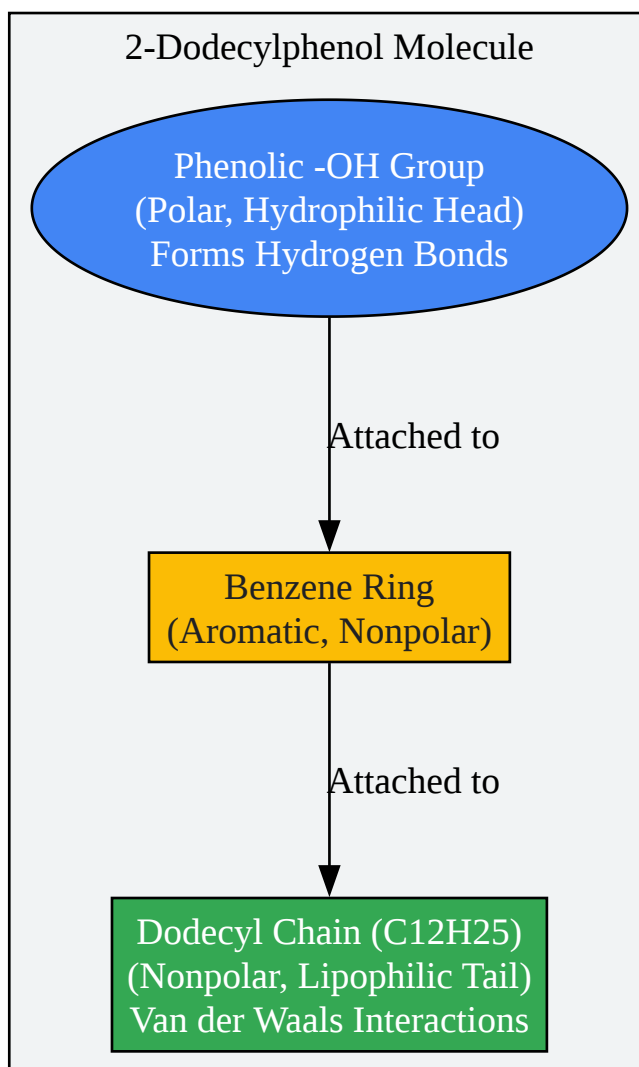 2-Dodecylphenol Molecule
Phenolic -OH Group
(Polar, Hydrophilic Head)
Forms Hydrogen Bonds
Attached to
Benzene Ring
(Aromatic, Nonpolar)
Attached to
Dodecyl Chain (C12H25)
(Nonpolar, Lipophilic Tail)
Van der Waals Interactions